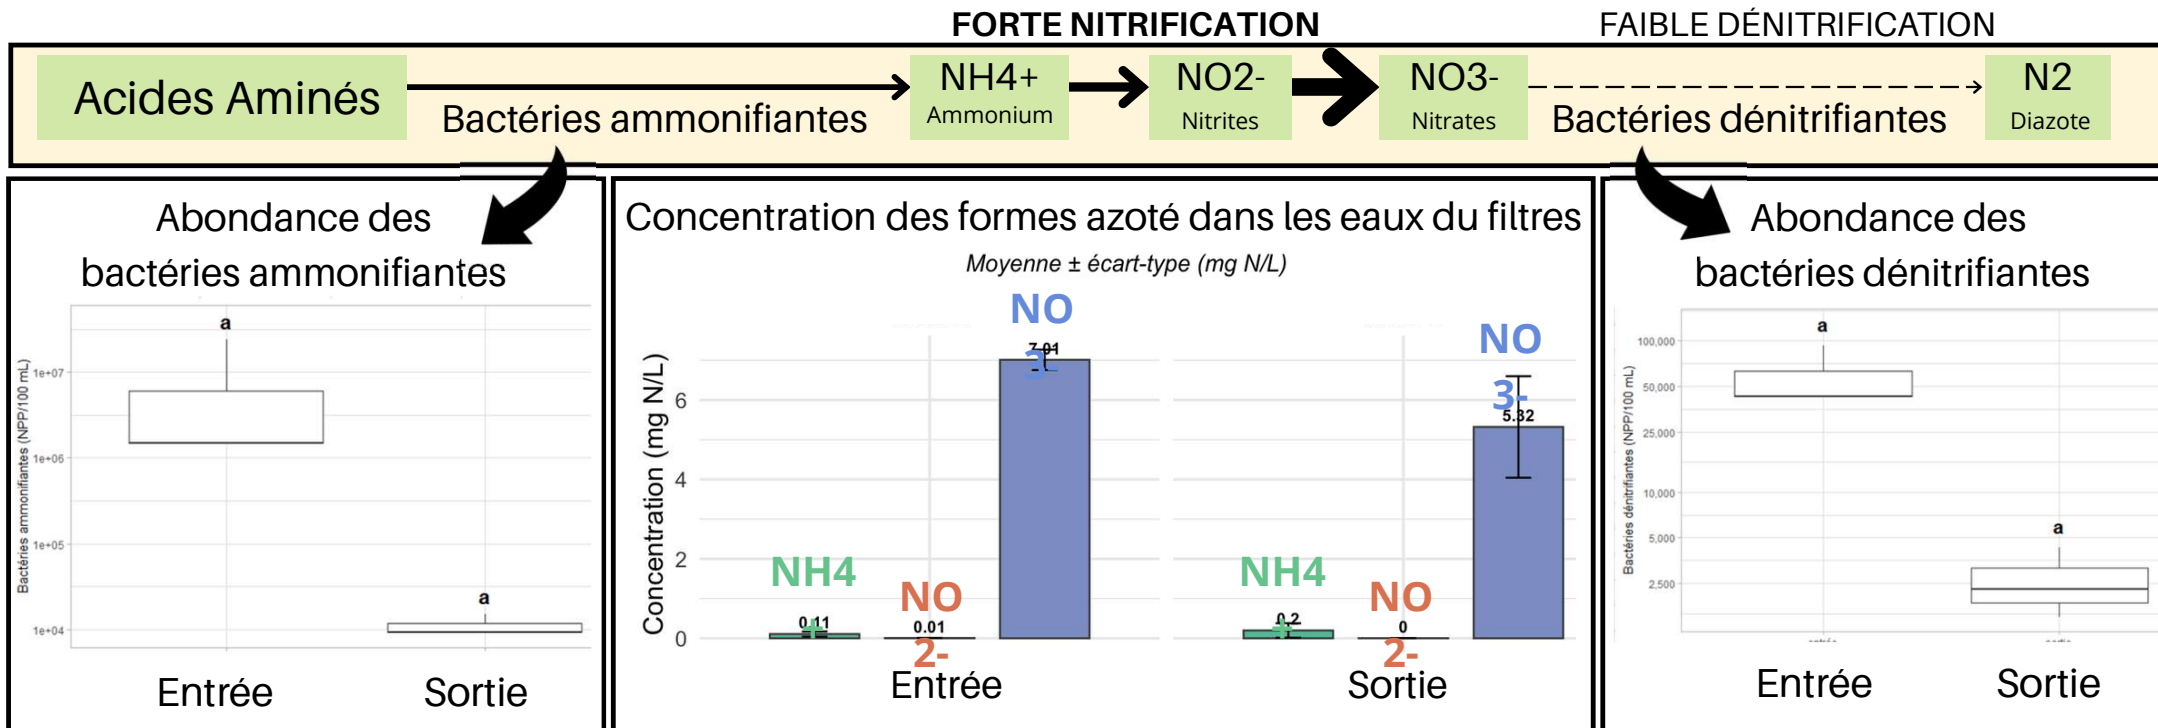 FORTE NITRIFICATION
FAIBLE DÉNITRIFICATION
Acides Aminés
Bactéries ammonifiantes
NH4+
Ammonium
NO2-
Nitrites
NO3-
Nitrates
Bactéries dénitrifiantes
N2
Diazote
Abondance des
bactéries ammonifiantes
Bactéries ammonifiantes (NPP/100 mL)
1e+07
1e+06
1e+05
1e+04
a
a
Entrée
Sortie
Concentration des formes azoté dans les eaux du filtres
Moyenne ± écart-type (mg N/L)
Concentration (mg N/L)
6
4
2
0
NH4
+
0.11
NO
2-
0.01
NO
3-
7.01
Entrée
NH4
+
0.2
NO
2-
0
NO
3-
5.32
Sortie
Abondance des
bactéries dénitrifiantes
Bactéries dénitrifiantes (NPP/100 mL)
100,000
50,000
25,000
10,000
5,000
2,500
a
a
Entrée
Sortie